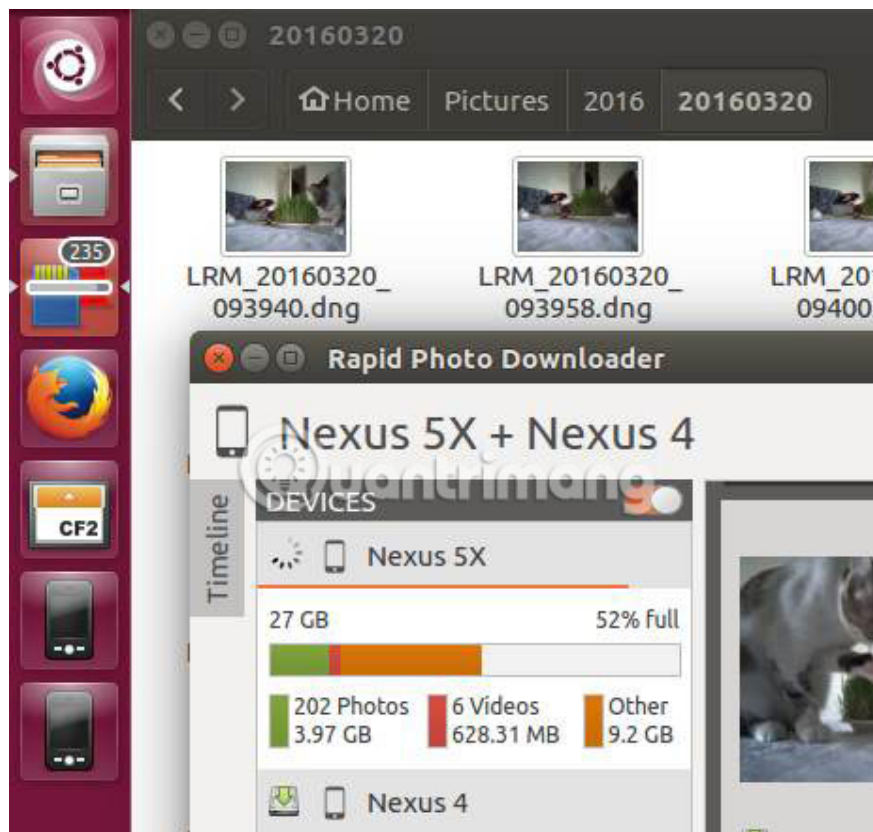 20160320
Home Pictures 2016 20160320
235
LRM_20160320_
093940.dng
LRM_20160320_
093958.dng
LRM_20
09400
Rapid Photo Downloader
Nexus 5X + Nexus 4
Quantrimang
Timeline
DEVICES
CF2
Nexus 5X
27 GB 52% full
202 Photos
3.97 GB
6 Videos
628.31 MB
Other
9.2 GB
Nexus 4